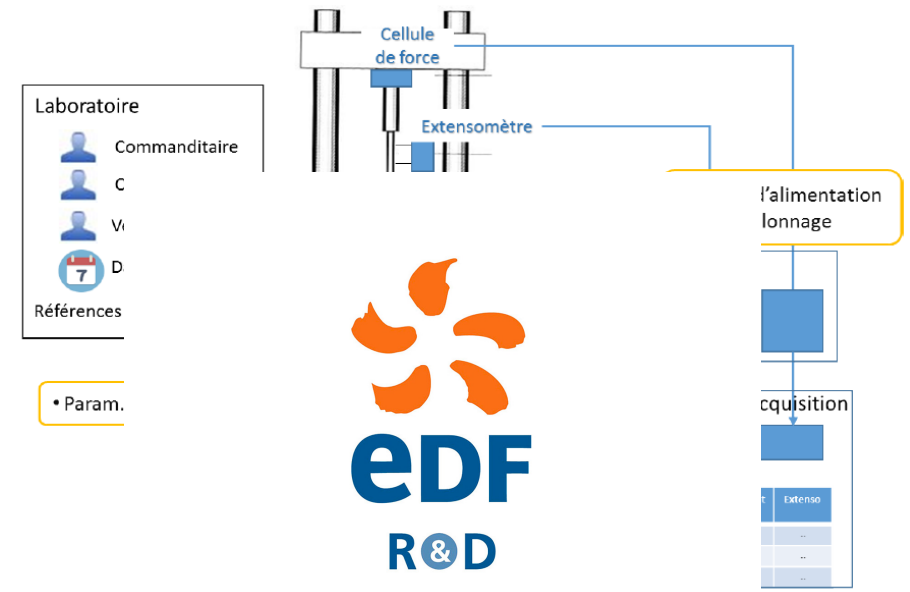 Cellule
de force
Laboratoire
Extensomètre
Commanditaire
d'alimentation
lonnage
7
Références
• Param.
cquisition
Extenso
..
..
..
eDF
R&D